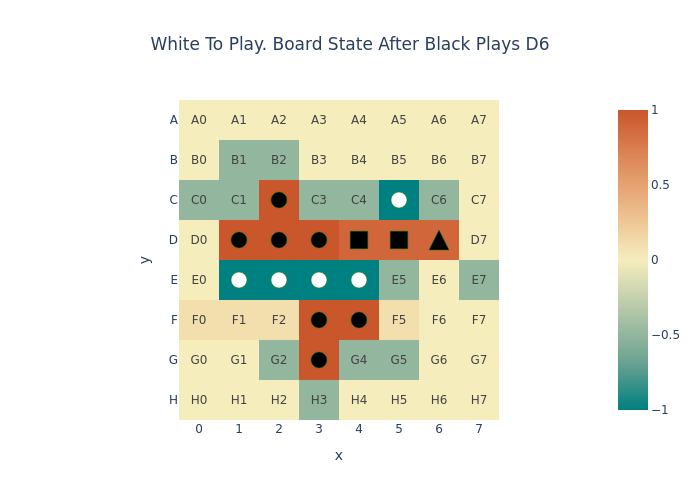 White To Play. Board State After Black Plays D6
A A0 A1 A2 A3 A4 A5 A6 A7
B B0 B1 B2 B3 B4 B5 B6 B7
C C0 C1 C3 C4 C6 C7
D D0 D7
E E0 E5 E6 E7
F F0 F1 F2 F5 F6 F7
G G0 G1 G2 G4 G5 G6 G7
H H0 H1 H2 H3 H4 H5 H6 H7
0 1 2 3 4 5 6 7
x
y
1
0.5
0
−0.5
−1